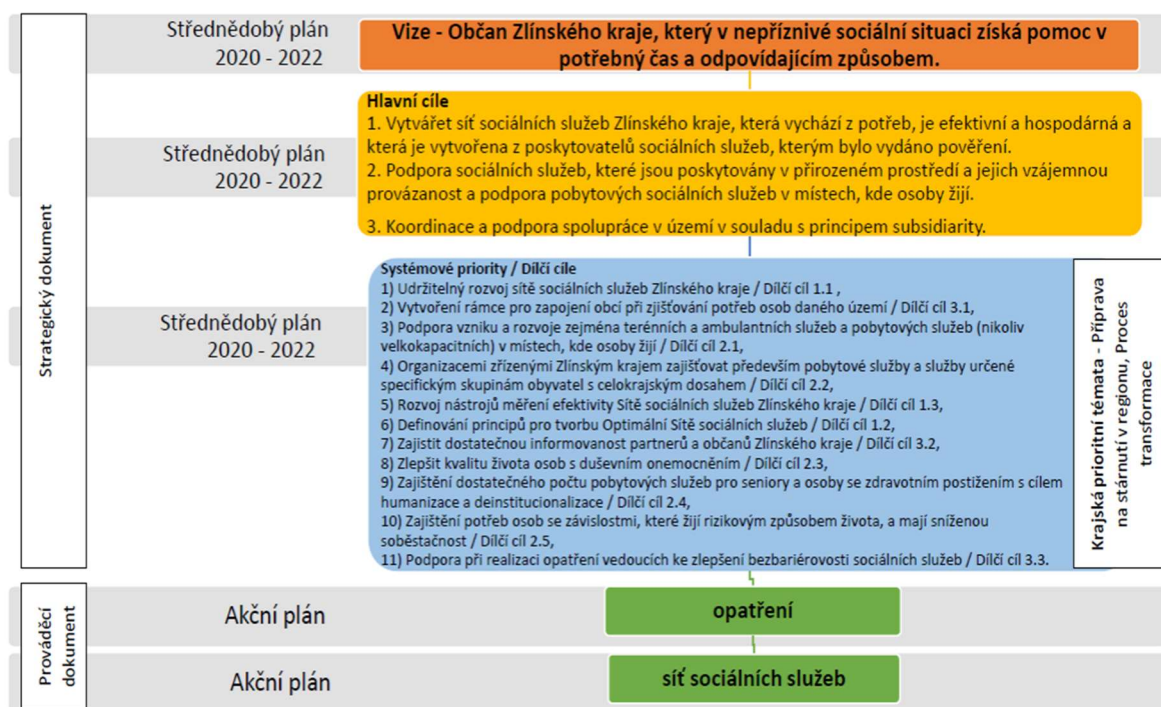 Strategický dokument
Střednědobý plán
2020 - 2022
Vize - Občan Zlínského kraje, který v nepříznivé sociální situaci získá pomoc v
potřebný čas a odpovídajícím způsobem.
Střednědobý plán
2020 - 2022
Hlavní cíle
1. Vytvářet síť sociálních služeb Zlínského kraje, která vychází z potřeb, je efektivní a hospodárná a
která je vytvořena z poskytovatelů sociálních služeb, kterým bylo vydáno pověření.
2. Podpora sociálních služeb, které jsou poskytovány v přirozeném prostředí a jejich vzájemnou
provázanost a podpora pobytových sociálních služeb v místech, kde osoby žijí.
3. Koordinace a podpora spolupráce v území v souladu s principem subsidiarity.
Střednědobý plán
2020 - 2022
Systémové priority / Dílčí cíle
1) Udržitelný rozvoj sítě sociálních služeb Zlínského kraje / Dílčí cíl 1.1 ,
2) Vytvoření rámce pro zapojení obcí při zjišťování potřeb osob daného území / Dílčí cíl 3.1,
3) Podpora vzniku a rozvoje zejména terénních a ambulantních služeb a pobytových služeb (nikoliv
velkokapacitních) v místech, kde osoby žijí / Dílčí cíl 2.1,
4) Organizacemi zřízenými Zlínským krajem zajišťovat především pobytové služby a služby určené
specifickým skupinám obyvatel s celokrajským dosahem / Dílčí cíl 2.2,
5) Rozvoj nástrojů měření efektivity Sítě sociálních služeb Zlínského kraje / Dílčí cíl 1.3,
6) Definování principů pro tvorbu Optimální Sítě sociálních služeb / Dílčí cíl 1.2,
7) Zajistit dostatečnou informovanost partnerů a občanů Zlínského kraje / Dílčí cíl 3.2,
8) Zlepšit kvalitu života osob s duševním onemocněním / Dílčí cíl 2.3,
9) Zajištění dostatečného počtu pobytových služeb pro seniory a osoby se zdravotním postižením s cílem
humanizace a deinstitucionalizace / Dílčí cíl 2.4,
10) Zajištění potřeb osob se závislostmi, které žijí rizikovým způsobem života, a mají sníženou
soběstačnost / Dílčí cíl 2.5,
11) Podpora při realizaci opatření vedoucích ke zlepšení bezbariérovosti sociálních služeb / Dílčí cíl 3.3.
Krajská prioritní témata - Příprava
na stárnutí v regionu, Proces
transformace
Prováděcí
dokument
Akční plán
opatření
Akční plán
síť sociálních služeb